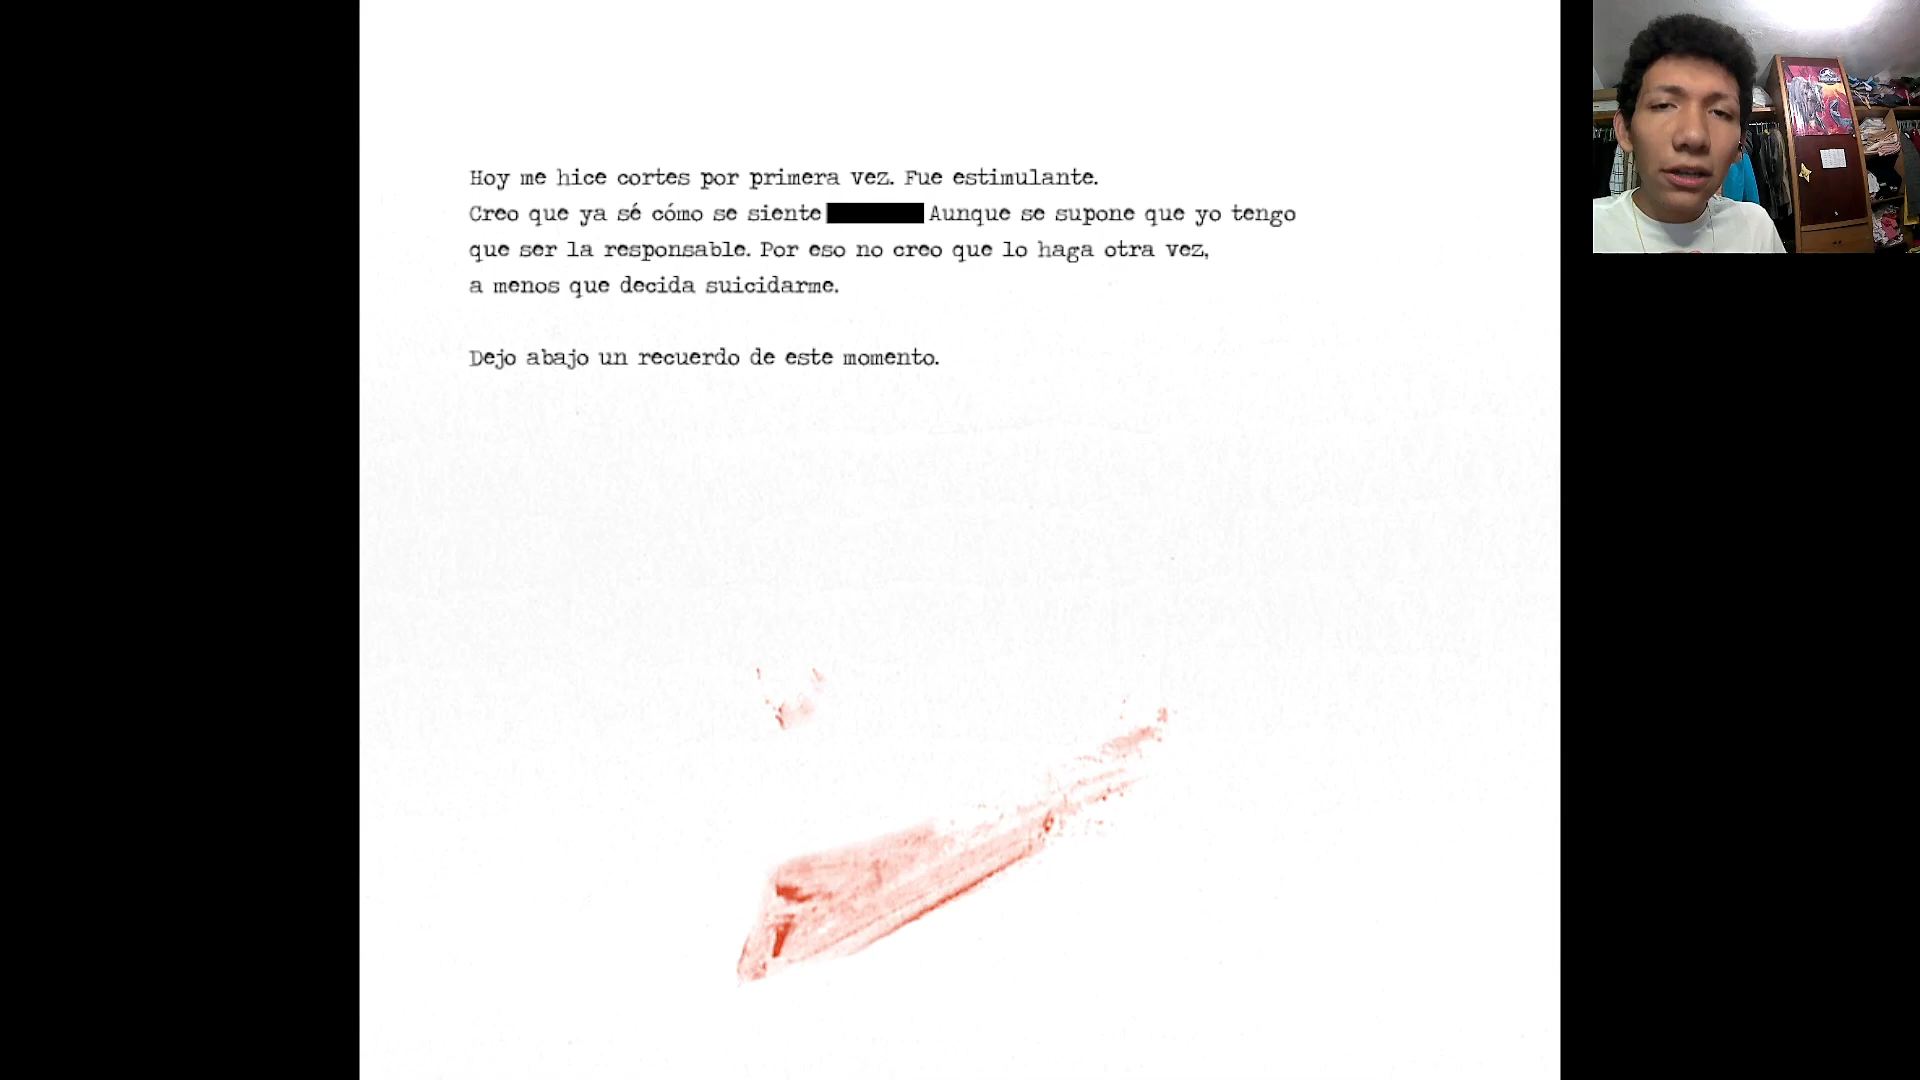 Hoy me hice cortes por primera vez. Fue estimulante.
Creo que ya sé cómo se siente Aunque se supone que yo tengo
que ser la responsable. Por eso no creo que lo haga otra vez,
a menos que decida suicidarme.
Dejo abajo un recuerdo de este momento.